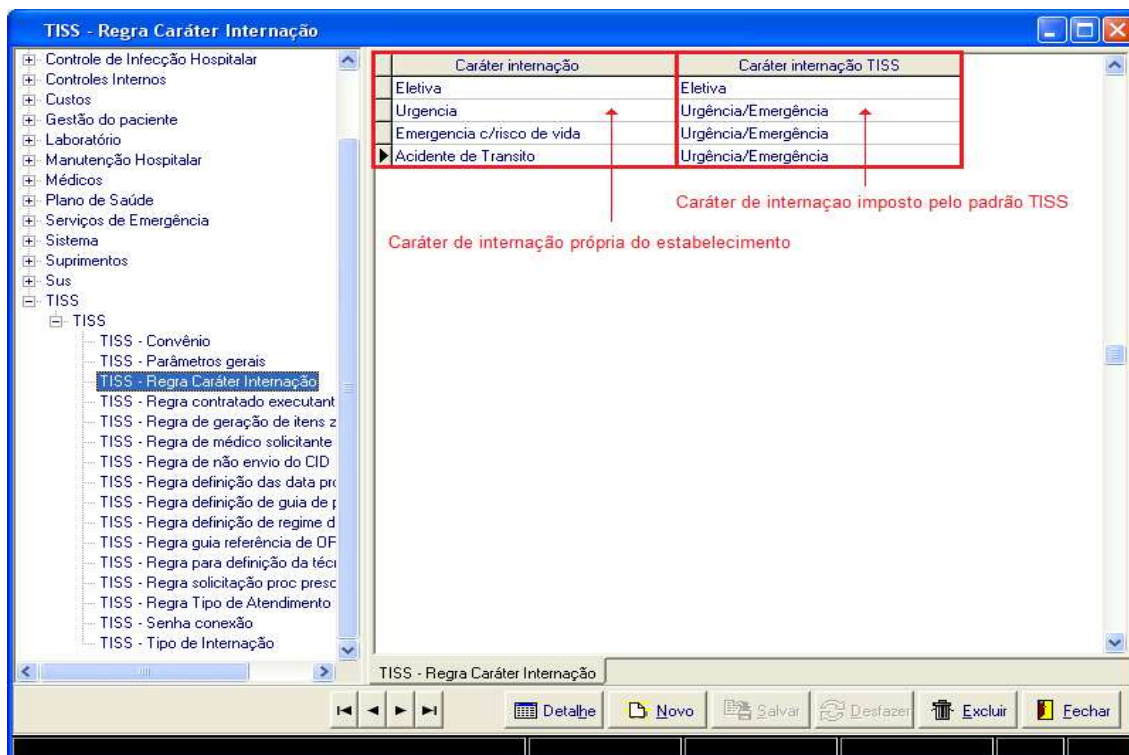 TISS - Regra Caráter Internação
Controle de Infecção Hospitalar
Controles Internos
Custos
Gestão do paciente
Laboratório
Manutenção Hospitalar
Médicos
Plano de Saúde
Serviços de Emergência
Sistema
Suprimentos
Sus
TISS
TISS
TISS - Convênio
TISS - Parâmetros gerais
TISS - Regra Caráter Internação
TISS - Regra contratado executant
TISS - Regra de geração de itens z
TISS - Regra de médico solicitante
TISS - Regra de não envio do CID
TISS - Regra definição das data pro
TISS - Regra definição de guia de p
TISS - Regra definição de regime d
TISS - Regra guia referência de OF
TISS - Regra para definição da técn
TISS - Regra solicitação proc presc
TISS - Regra Tipo de Atendimento
TISS - Senha conexão
TISS - Tipo de Internação
Caráter internação Caráter internação TISS
Eletiva Eletiva
Urgencia Urgência/Emergência
Emergencia c/risco de vida Urgência/Emergência
Acidente de Transito Urgência/Emergência
Caráter de internaçao imposto pelo padrão TISS
Caráter de internação própria do estabelecimento
TISS - Regra Caráter Internação
Detalhe Novo Salvar Desfazer Excluir Fechar